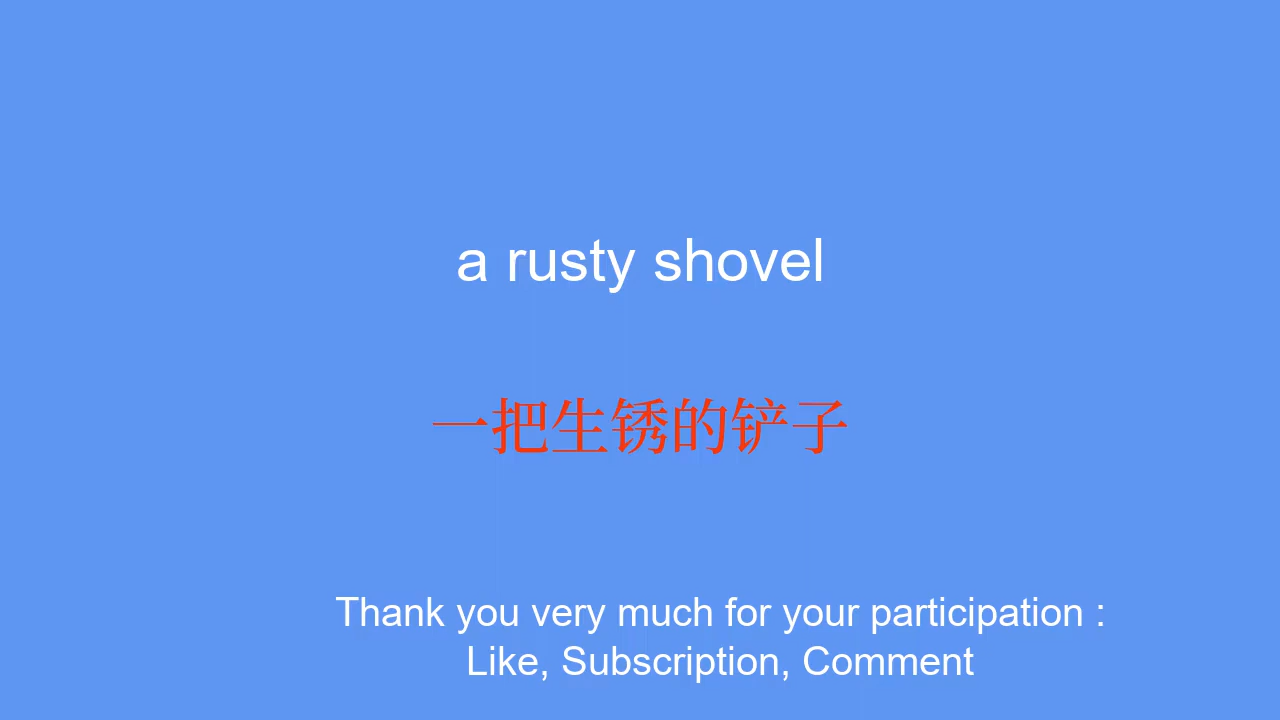 a rusty shovel
一把生锈的铲子
Thank you very much for your participation :
Like, Subscription, Comment